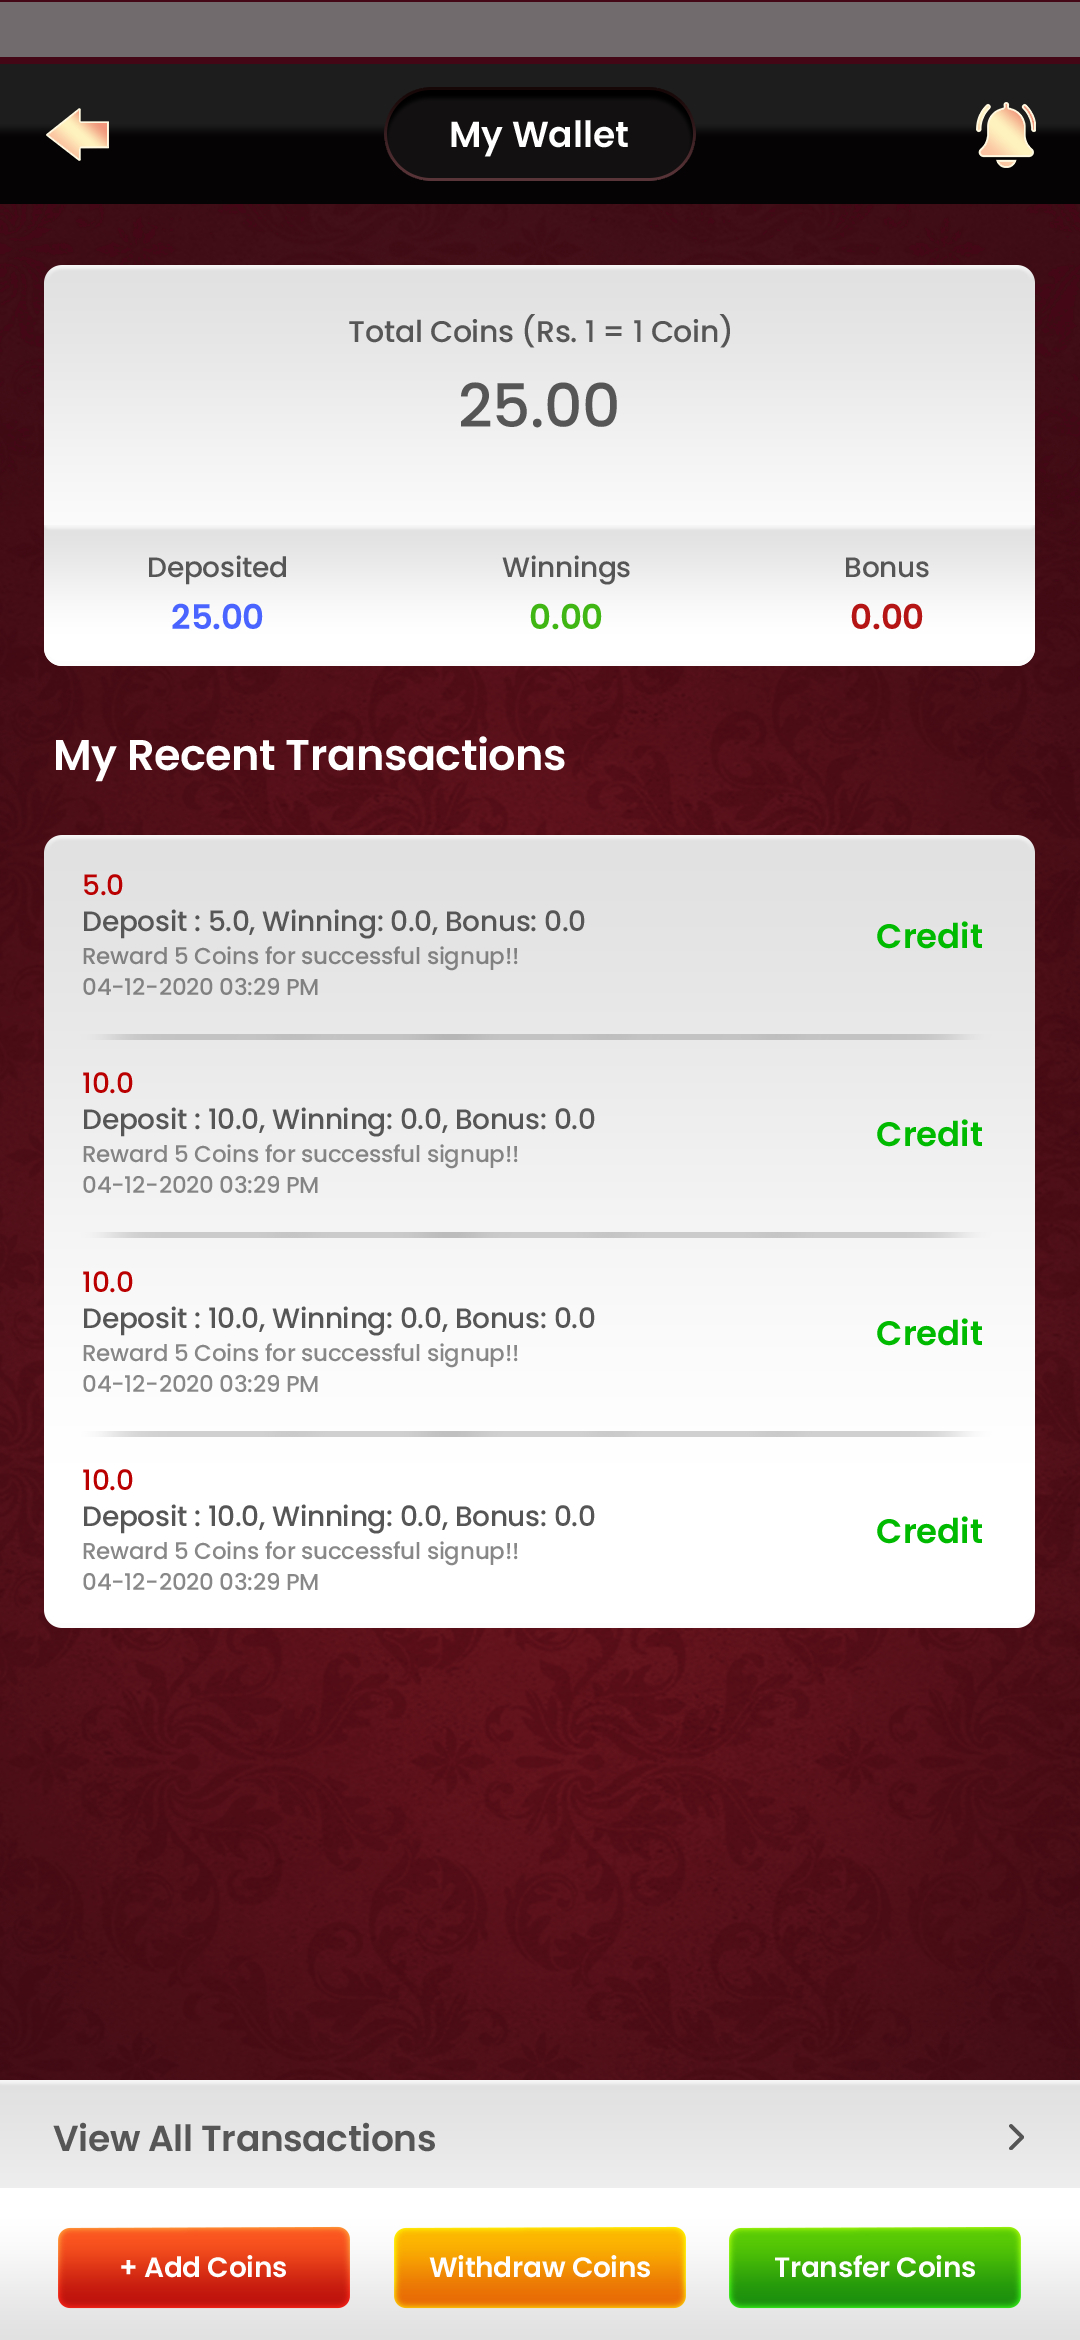 My Wallet
Total Coins (Rs. 1 = 1 Coin)
25.00
Deposited
25.00
Winnings
0.00
Bonus
0.00
My Recent Transactions
5.0
Deposit : 5.0, Winning: 0.0, Bonus: 0.0
Reward 5 Coins for successful signup!!
04-12-2020 03:29 PM
Credit
10.0
Deposit : 10.0, Winning: 0.0, Bonus: 0.0
Reward 5 Coins for successful signup!!
04-12-2020 03:29 PM
Credit
10.0
Deposit : 10.0, Winning: 0.0, Bonus: 0.0
Reward 5 Coins for successful signup!!
04-12-2020 03:29 PM
Credit
10.0
Deposit : 10.0, Winning: 0.0, Bonus: 0.0
Reward 5 Coins for successful signup!!
04-12-2020 03:29 PM
Credit
View All Transactions
+ Add Coins
Withdraw Coins
Transfer Coins